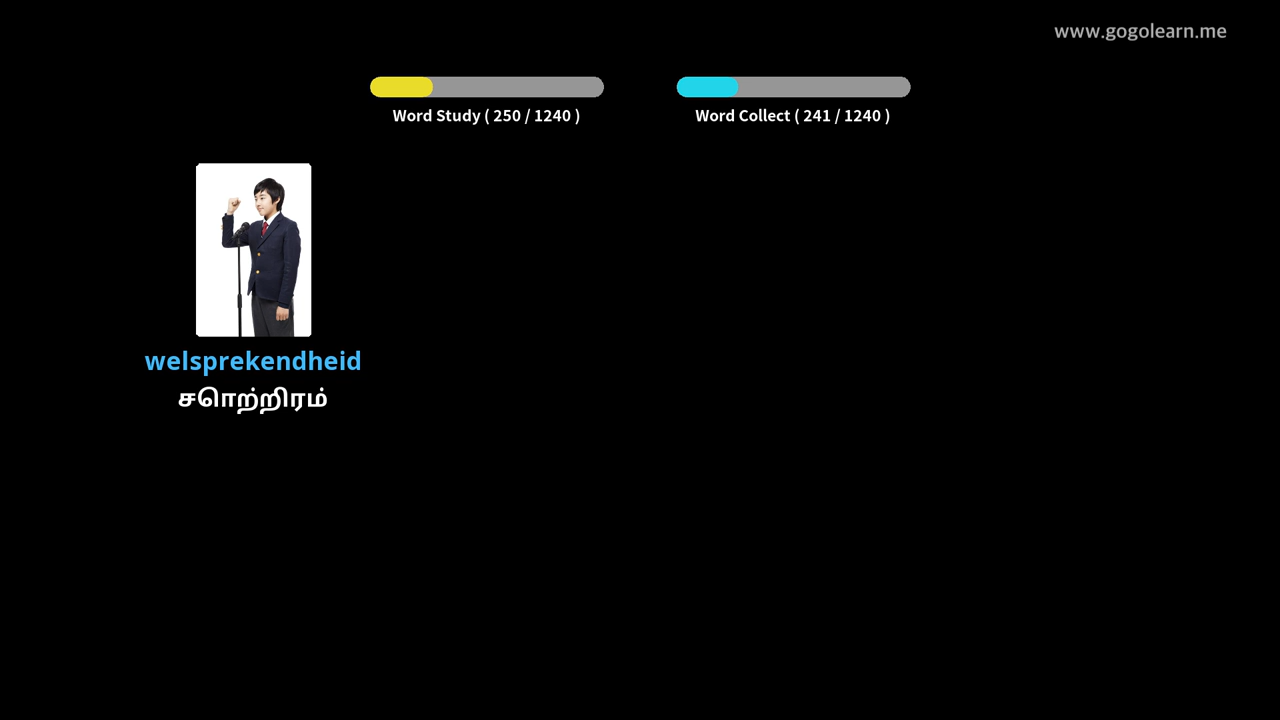 www.gogolearn.me
Word Study ( 250 / 1240 )
Word Collect ( 241 / 1240 )
welsprekendheid
சொற்றிரம்